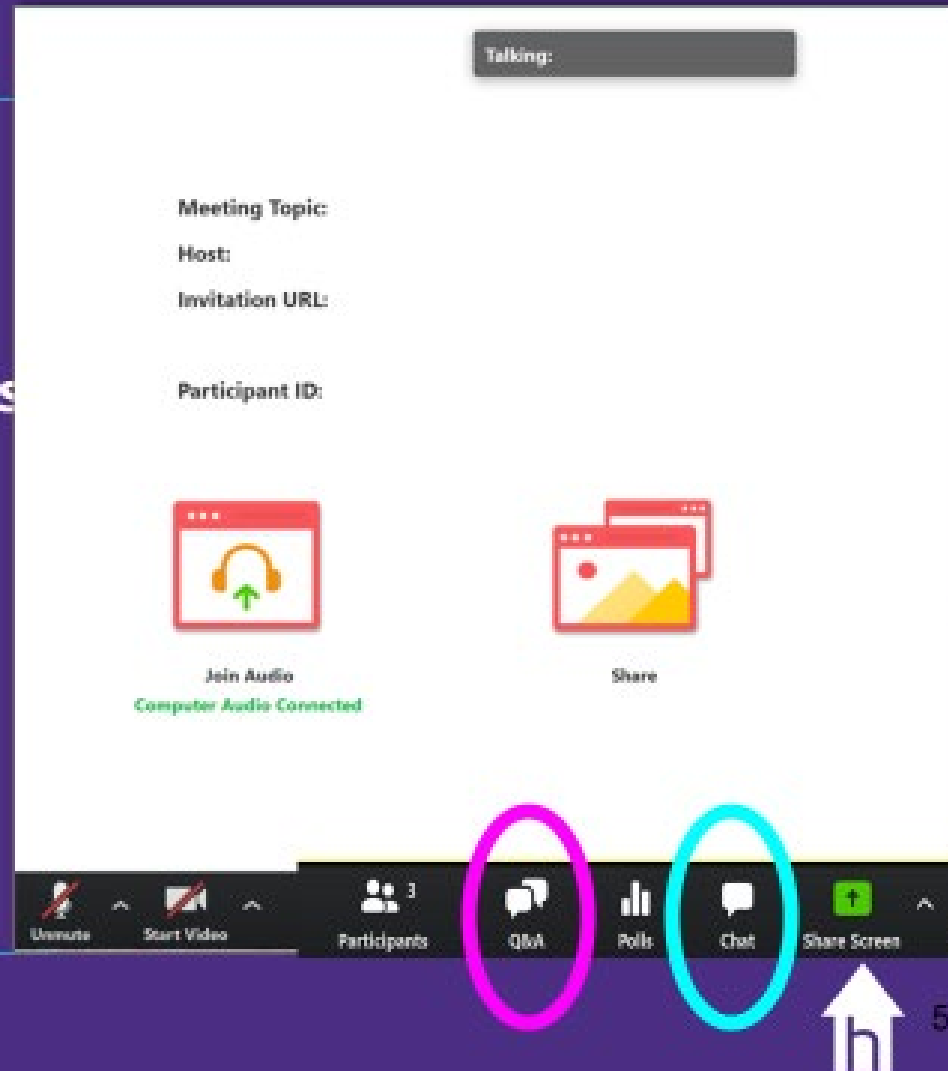 Talking:
Meeting Topic:
Host:
Invitation URL:
s
Participant ID:
Join Audio
Share
Computer Audio Connected
3
Unmute
Start Video
Participants
Q&A
Polls
Chat
Share Screen
h
5